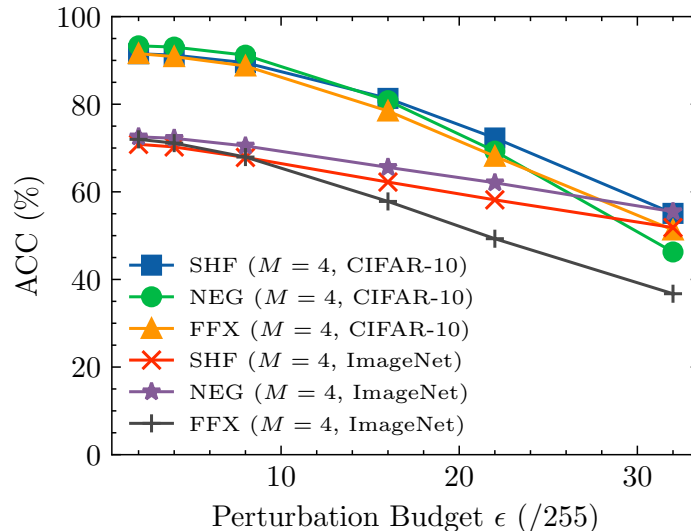 100
80
60
40
20
0
ACC (%)
SHF (M = 4, CIFAR-10)
NEG (M = 4, CIFAR-10)
FFX (M = 4, CIFAR-10)
SHF (M = 4, ImageNet)
NEG (M = 4, ImageNet)
FFX (M = 4, ImageNet)
10 20 30
Perturbation Budget ϵ (/255)